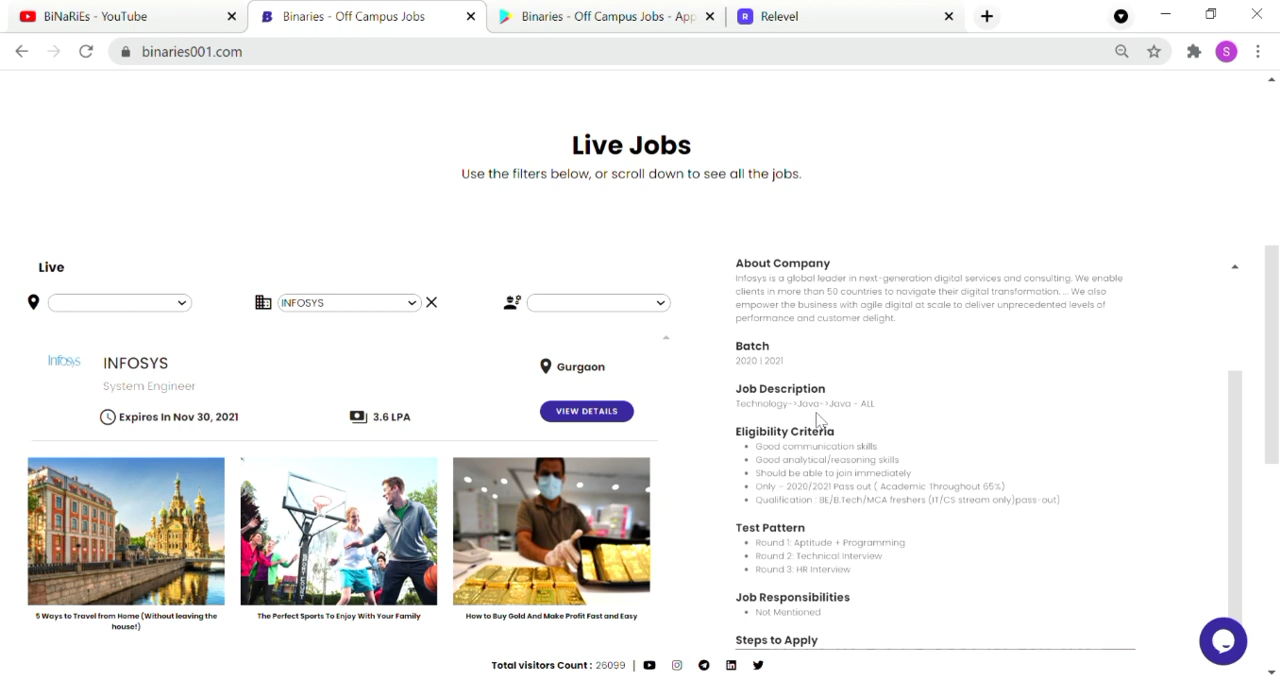 BiNaRiEs - YouTube
Binaries - Off Campus Jobs
Binaries - Off Campus Jobs - App
Relevel
binaries001.com
S
Live Jobs
Use the filters below, or scroll down to see all the jobs.
Live
INFOSYS
Infosys
INFOSYS
System Engineer
Gurgaon
Expires In Nov 30, 2021
3.6 LPA
VIEW DETAILS
5 Ways to Travel from Home (Without leaving the
house!)
The Perfect Sports To Enjoy With Your Family
How to Buy Gold And Make Profit Fast and Easy
About Company
Infosys is a global leader in next-generation digital services and consulting. We enable
clients in more than 50 countries to navigate their digital transformation. ... We also
empower the business with agile digital at scale to deliver unprecedented levels of
performance and customer delight.
Batch
2020 | 2021
Job Description
Technology->Java->Java - ALL
Eligibility Criteria
Good communication skills
Good analytical/reasoning skills
Should be able to join immediately
Only - 2020/2021 Pass out ( Academic Throughout 65%)
Qualification : BE/B.Tech/MCA freshers (IT/CS stream only)pass-out)
Test Pattern
Round 1: Aptitude + Programming
Round 2: Technical Interview
Round 3: HR Interview
Job Responsibilities
Not Mentioned
Steps to Apply
Total visitors Count : 26099 |